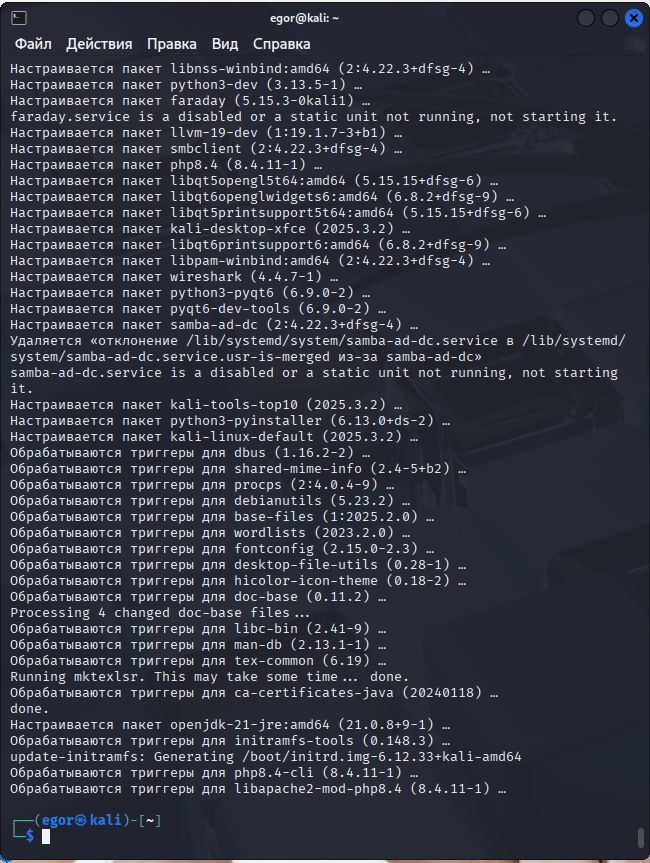 egor@kali: ~
Файл Действия Правка Вид Справка
Настраивается пакет libnss-winbind:amd64 (2:4.22.3+dfsg-4) …
Настраивается пакет python3-dev (3.13.5-1) …
Настраивается пакет faraday (5.15.3-0kali1) …
faraday.service is a disabled or a static unit not running, not starting it.
Настраивается пакет llvm-19-dev (1:19.1.7-3+b1) …
Настраивается пакет smbclient (2:4.22.3+dfsg-4) …
Настраивается пакет php8.4 (8.4.11-1) …
Настраивается пакет libqt5opengl5t64:amd64 (5.15.15+dfsg-6) …
Настраивается пакет libqt6openglwidgets6:amd64 (6.8.2+dfsg-9) …
Настраивается пакет libqt5printsupport5t64:amd64 (5.15.15+dfsg-6) …
Настраивается пакет kali-desktop-xfce (2025.3.2) …
Настраивается пакет libqt6printsupport6:amd64 (6.8.2+dfsg-9) …
Настраивается пакет libpam-winbind:amd64 (2:4.22.3+dfsg-4) …
Настраивается пакет wireshark (4.4.7-1) …
Настраивается пакет python3-pyqt6 (6.9.0-2) …
Настраивается пакет pyqt6-dev-tools (6.9.0-2) …
Настраивается пакет samba-ad-dc (2:4.22.3+dfsg-4) …
Удаляется «отклонение /lib/systemd/system/samba-ad-dc.service в /lib/systemd/
system/samba-ad-dc.service.usr-is-merged из-за samba-ad-dc»
samba-ad-dc.service is a disabled or a static unit not running, not starting
it.
Настраивается пакет kali-tools-top10 (2025.3.2) …
Настраивается пакет python3-pyinstaller (6.13.0+ds-2) …
Настраивается пакет kali-linux-default (2025.3.2) …
Обрабатываются триггеры для dbus (1.16.2-2) …
Обрабатываются триггеры для shared-mime-info (2.4-5+b2) …
Обрабатываются триггеры для procps (2:4.0.4-9) …
Обрабатываются триггеры для debianutils (5.23.2) …
Обрабатываются триггеры для base-files (1:2025.2.0) …
Обрабатываются триггеры для wordlists (2023.2.0) …
Обрабатываются триггеры для fontconfig (2.15.0-2.3) …
Обрабатываются триггеры для desktop-file-utils (0.28-1) …
Обрабатываются триггеры для hicolor-icon-theme (0.18-2) …
Обрабатываются триггеры для doc-base (0.11.2) …
Processing 4 changed doc-base files...
Обрабатываются триггеры для libc-bin (2.41-9) …
Обрабатываются триггеры для man-db (2.13.1-1) …
Обрабатываются триггеры для tex-common (6.19) …
Running mktexlsr. This may take some time... done.
Обрабатываются триггеры для ca-certificates-java (20240118) …
done.
Настраивается пакет openjdk-21-jre:amd64 (21.0.8+9-1) …
Обрабатываются триггеры для initramfs-tools (0.148.3) …
update-initramfs: Generating /boot/initrd.img-6.12.33+kali-amd64
Обрабатываются триггеры для php8.4-cli (8.4.11-1) …
Обрабатываются триггеры для libapache2-mod-php8.4 (8.4.11-1) …
┌──(egor㉿kali)-[~]
└─$